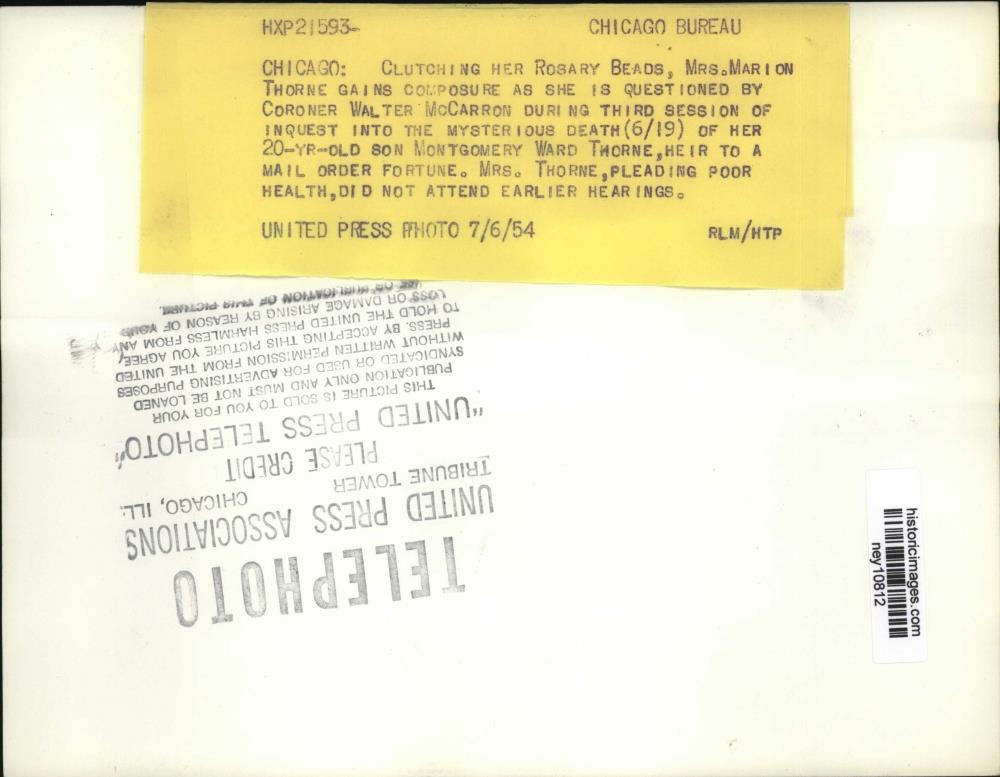 HXP21593- CHICAGO BUREAU
CHICAGO: CLUTCHING HER ROSARY BEADS, MRS.MARION
THORNE GAINS COMPOSURE AS SHE IS QUESTIONED BY
CORONER WALTER MCCARRON DURING THIRD SESSION OF
INQUEST INTO THE MYSTERIOUS DEATH(6/19) OF HER
20-YR-OLD SON MONTGOMERY WARD THORNE,HEIR TO A
MAIL ORDER FORTUNE. MRS. THORNE,PLEADING POOR
HEALTH,DID NOT ATTEND EARLIER HEARINGS.
UNITED PRESS PHOTO 7/6/54 RLM/HTP
TELEPHOTO
UNITED PRESS ASSOCIATIONS
TRIBUNE TOWER CHICAGO, ILL.
PLEASE CREDIT
"UNITED PRESS TELEPHOTO"
THIS PICTURE IS SOLD TO YOU FOR YOUR
PUBLICATION ONLY AND MUST NOT BE LOANED
SYNDICATED OR USED FOR ADVERTISING PURPOSES
WITHOUT WRITTEN PERMISSION FROM THE UNITED
PRESS. BY ACCEPTING THIS PICTURE YOU AGREE
TO HOLD THE UNITED PRESS HARMLESS FROM ANY
LOSS OR DAMAGE ARISING BY REASON OF YOUR
USE OR PUBLICATION OF THIS PICTURE.
historicimages.com
ney10812